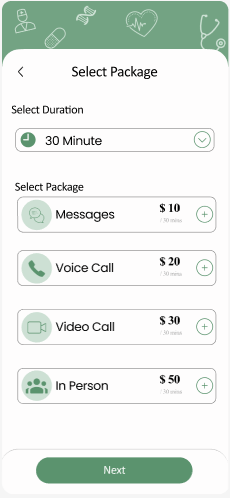 Select Package
Select Duration
30 Minute
Select Package
Messages
$ 10
/ 30 mins
Voice Call
$ 20
/ 30 mins
Video Call
$ 30
/ 30 mins
In Person
$ 50
/ 30 mins
Next